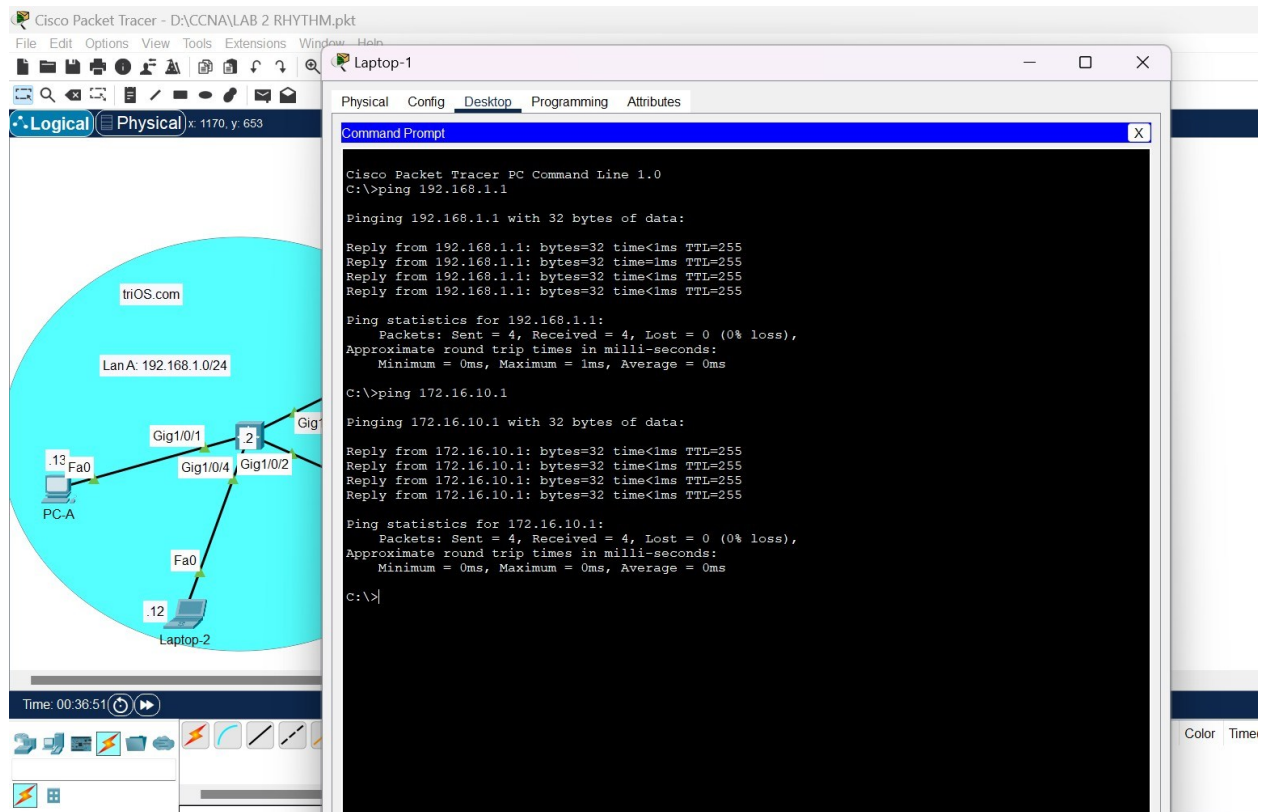 Cisco Packet Tracer - D:\CCNA\LAB 2 RHYTHM.pkt
File Edit Options View Tools Extensions Window Help
Logical Physical x: 1170, y: 653
triOS.com
Lan A: 192.168.1.0/24
Gig1/0/1
.2
Gig1
.13
Fa0
Gig1/0/4
Gig1/0/2
PC-A
Fa0
.12
Laptop-2
Time: 00:36:51
Laptop-1
Physical Config Desktop Programming Attributes
Command Prompt
X
Cisco Packet Tracer PC Command Line 1.0
C:\>ping 192.168.1.1
Pinging 192.168.1.1 with 32 bytes of data:
Reply from 192.168.1.1: bytes=32 time<1ms TTL=255
Reply from 192.168.1.1: bytes=32 time=1ms TTL=255
Reply from 192.168.1.1: bytes=32 time<1ms TTL=255
Reply from 192.168.1.1: bytes=32 time<1ms TTL=255
Ping statistics for 192.168.1.1:
Packets: Sent = 4, Received = 4, Lost = 0 (0% loss),
Approximate round trip times in milli-seconds:
Minimum = 0ms, Maximum = 1ms, Average = 0ms
C:\>ping 172.16.10.1
Pinging 172.16.10.1 with 32 bytes of data:
Reply from 172.16.10.1: bytes=32 time<1ms TTL=255
Reply from 172.16.10.1: bytes=32 time<1ms TTL=255
Reply from 172.16.10.1: bytes=32 time<1ms TTL=255
Reply from 172.16.10.1: bytes=32 time<1ms TTL=255
Ping statistics for 172.16.10.1:
Packets: Sent = 4, Received = 4, Lost = 0 (0% loss),
Approximate round trip times in milli-seconds:
Minimum = 0ms, Maximum = 0ms, Average = 0ms
C:\>
Color Time